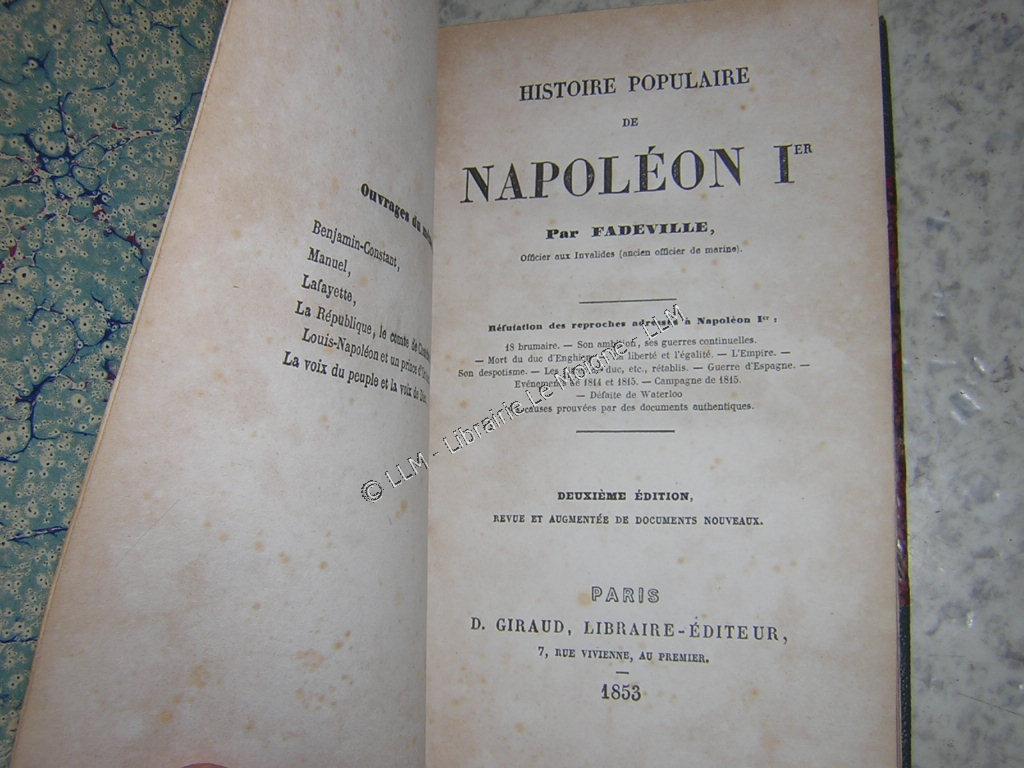 Ouvrages du
Benjamin-Constant,
Manuel,
Lafayette,
La République, le comte de
Louis-Napoléon et un prince
La voix du peuple et la voix de
HISTOIRE POPULAIRE
DE
NAPOLÉON IER
Par FADEVILLE,
Officier aux Invalides (ancien officier de marine).
Réfutation des reproches adressés à Napoléon Ier :
18 brumaire. — Son ambition, ses guerres continuelles.
— Mort du duc d'Enghien. — La liberté et l'égalité. — L'Empire. —
Son despotisme. — Les duc, etc., rétablis. — Guerre d'Espagne. —
Evénements de 1814 et 1815. — Campagne de 1815.
— Défaite de Waterloo
causes prouvées par des documents authentiques.
DEUXIÈME ÉDITION,
REVUE ET AUGMENTÉE DE DOCUMENTS NOUVEAUX.
PARIS
D. GIRAUD, LIBRAIRE-ÉDITEUR,
7, RUE VIVIENNE, AU PREMIER.
1853
© LLM - Librairie Le Molorie - LLM